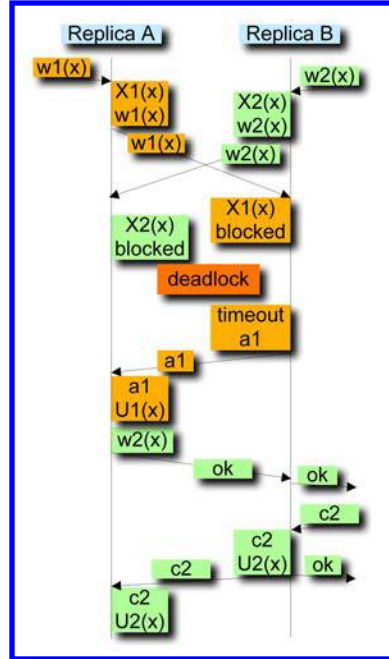 Replica A
Replica B
w1(x)
w2(x)
X1(x)
w1(x)
X2(x)
w2(x)
w1(x)
w2(x)
X1(x)
blocked
X2(x)
blocked
deadlock
timeout
a1
a1
a1
U1(x)
w2(x)
ok
ok
c2
c2
U2(x)
c2
ok
c2
U2(x)